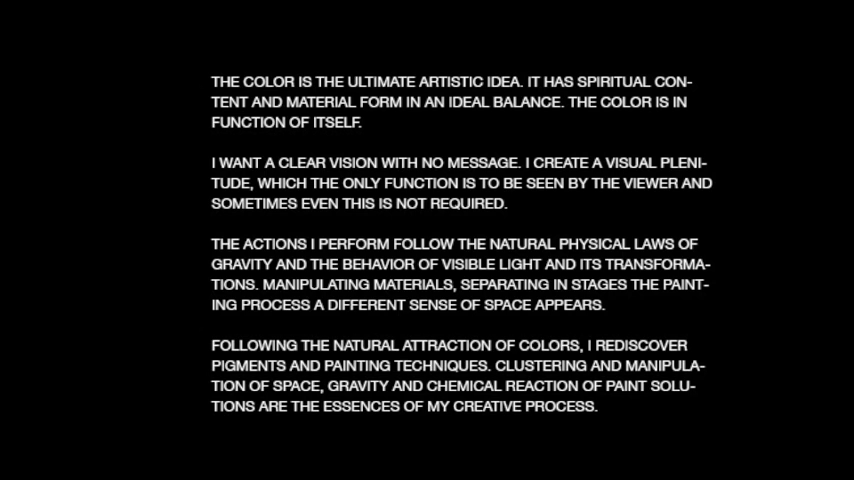 THE COLOR IS THE ULTIMATE ARTISTIC IDEA. IT HAS SPIRITUAL CON-
TENT AND MATERIAL FORM IN AN IDEAL BALANCE. THE COLOR IS IN
FUNCTION OF ITSELF.
I WANT A CLEAR VISION WITH NO MESSAGE. I CREATE A VISUAL PLENI-
TUDE, WHICH THE ONLY FUNCTION IS TO BE SEEN BY THE VIEWER AND
SOMETIMES EVEN THIS IS NOT REQUIRED.
THE ACTIONS I PERFORM FOLLOW THE NATURAL PHYSICAL LAWS OF
GRAVITY AND THE BEHAVIOR OF VISIBLE LIGHT AND ITS TRANSFORMA-
TIONS. MANIPULATING MATERIALS, SEPARATING IN STAGES THE PAINT-
ING PROCESS A DIFFERENT SENSE OF SPACE APPEARS.
FOLLOWING THE NATURAL ATTRACTION OF COLORS, I REDISCOVER
PIGMENTS AND PAINTING TECHNIQUES. CLUSTERING AND MANIPULA-
TION OF SPACE, GRAVITY AND CHEMICAL REACTION OF PAINT SOLU-
TIONS ARE THE ESSENCES OF MY CREATIVE PROCESS.